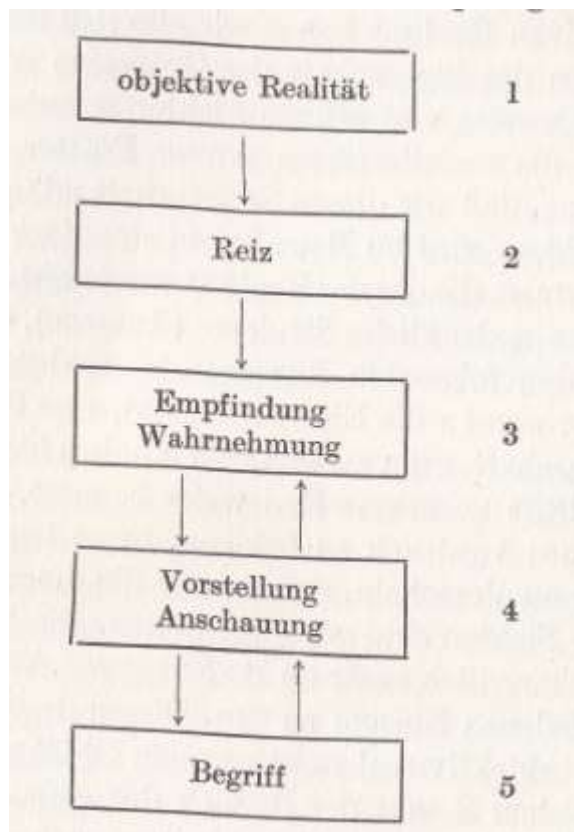 objektive Realität 1
Reiz 2
Empfindung
Wahrnehmung 3
Vorstellung
Anschauung 4
Begriff 5